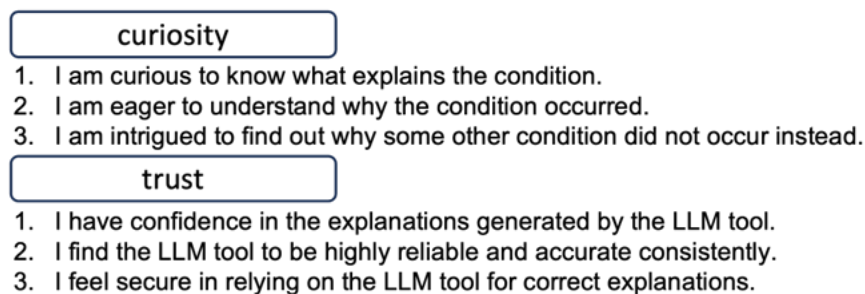 curiosity
1. I am curious to know what explains the condition.
2. I am eager to understand why the condition occurred.
3. I am intrigued to find out why some other condition did not occur instead.
trust
1. I have confidence in the explanations generated by the LLM tool.
2. I find the LLM tool to be highly reliable and accurate consistently.
3. I feel secure in relying on the LLM tool for correct explanations.